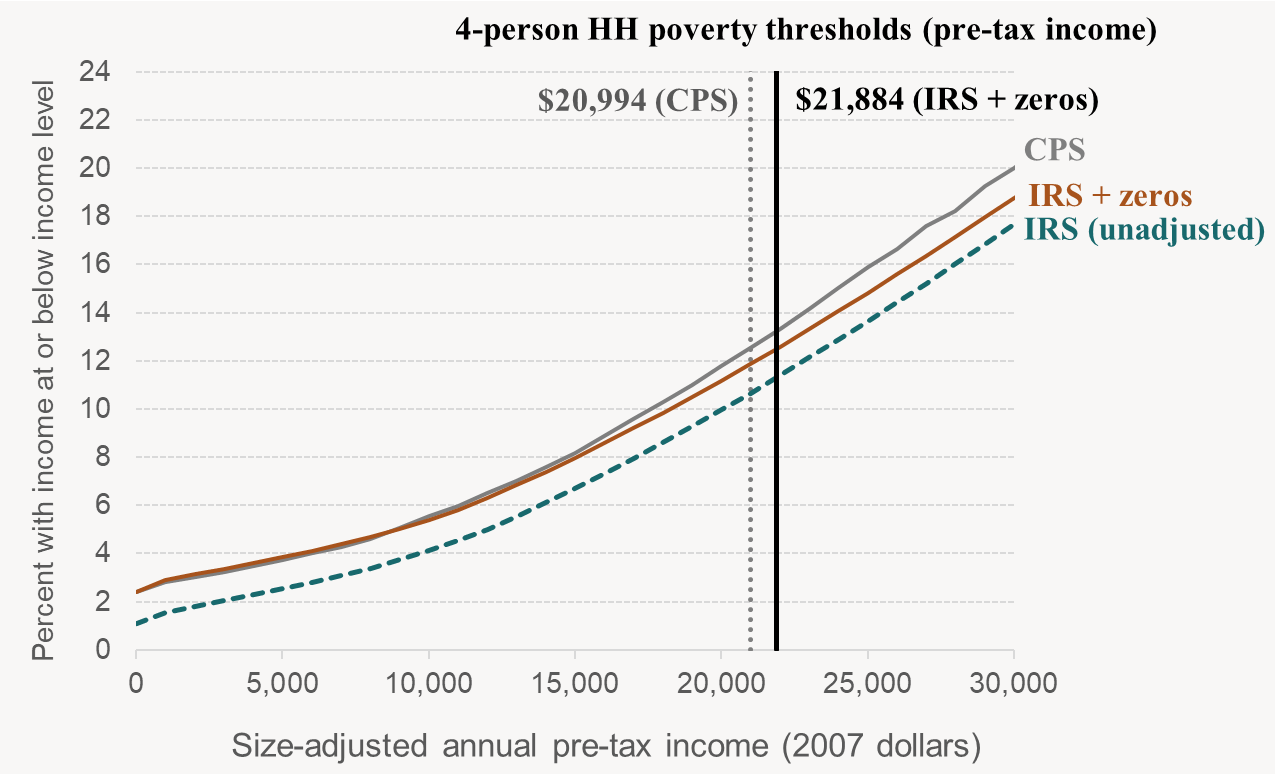 4-person HH poverty thresholds (pre-tax income)
$20,994 (CPS)
$21,884 (IRS + zeros)
Percent with income at or below income level
24
22
20
18
16
14
12
10
8
6
4
2
0
CPS
IRS + zeros
IRS (unadjusted)
0
5,000
10,000
15,000
20,000
25,000
30,000
Size-adjusted annual pre-tax income (2007 dollars)